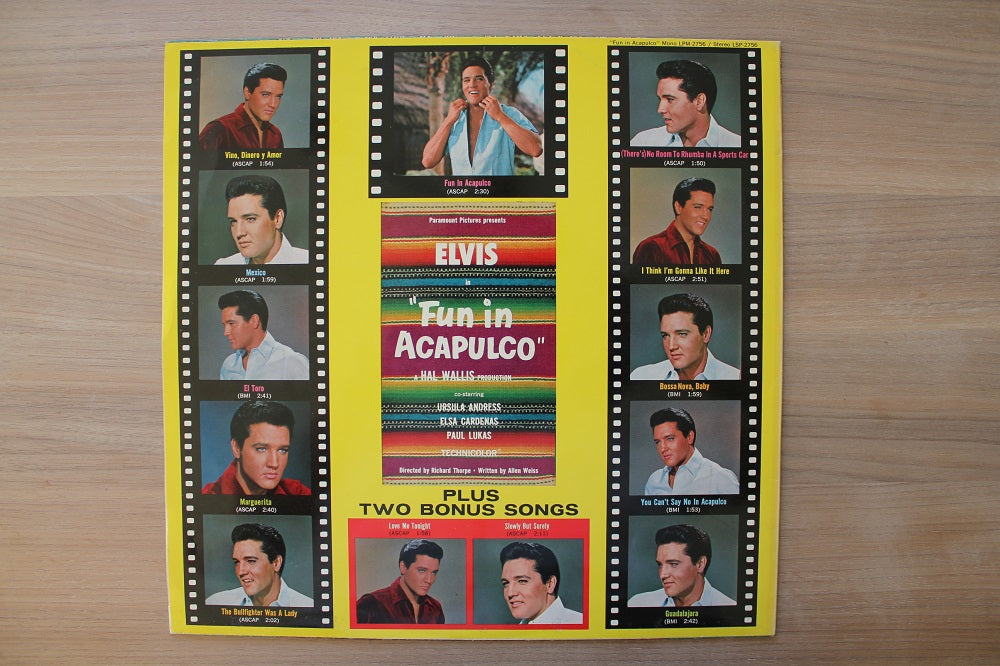 "Fun in Acapulco" Mono LPM-2756 / Stereo LSP-2756
Vino, Dinero y Amor
(ASCAP 1:54)
Mexico
(ASCAP 1:59)
El Toro
(BMI 2:41)
Marguerita
(ASCAP 2:40)
The Bullfighter Was A Lady
(ASCAP 2:02)
Fun In Acapulco
(ASCAP 2:30)
Paramount Pictures presents
ELVIS
in
"Fun in
ACAPULCO"
A HAL WALLIS PRODUCTION
co-starring
URSULA ANDRESS
ELSA CARDENAS
PAUL LUKAS
TECHNICOLOR®
Directed by Richard Thorpe • Written by Allen Weiss
PLUS
TWO BONUS SONGS
Love Me Tonight
(ASCAP 1:58)
Slowly But Surely
(ASCAP 2:11)
(There's) No Room To Rhumba In A Sports Car
(ASCAP 1:50)
I Think I'm Gonna Like It Here
(ASCAP 2:51)
Bossa Nova, Baby
(BMI 1:59)
You Can't Say No In Acapulco
(BMI 1:53)
Guadalajara
(BMI 2:42)